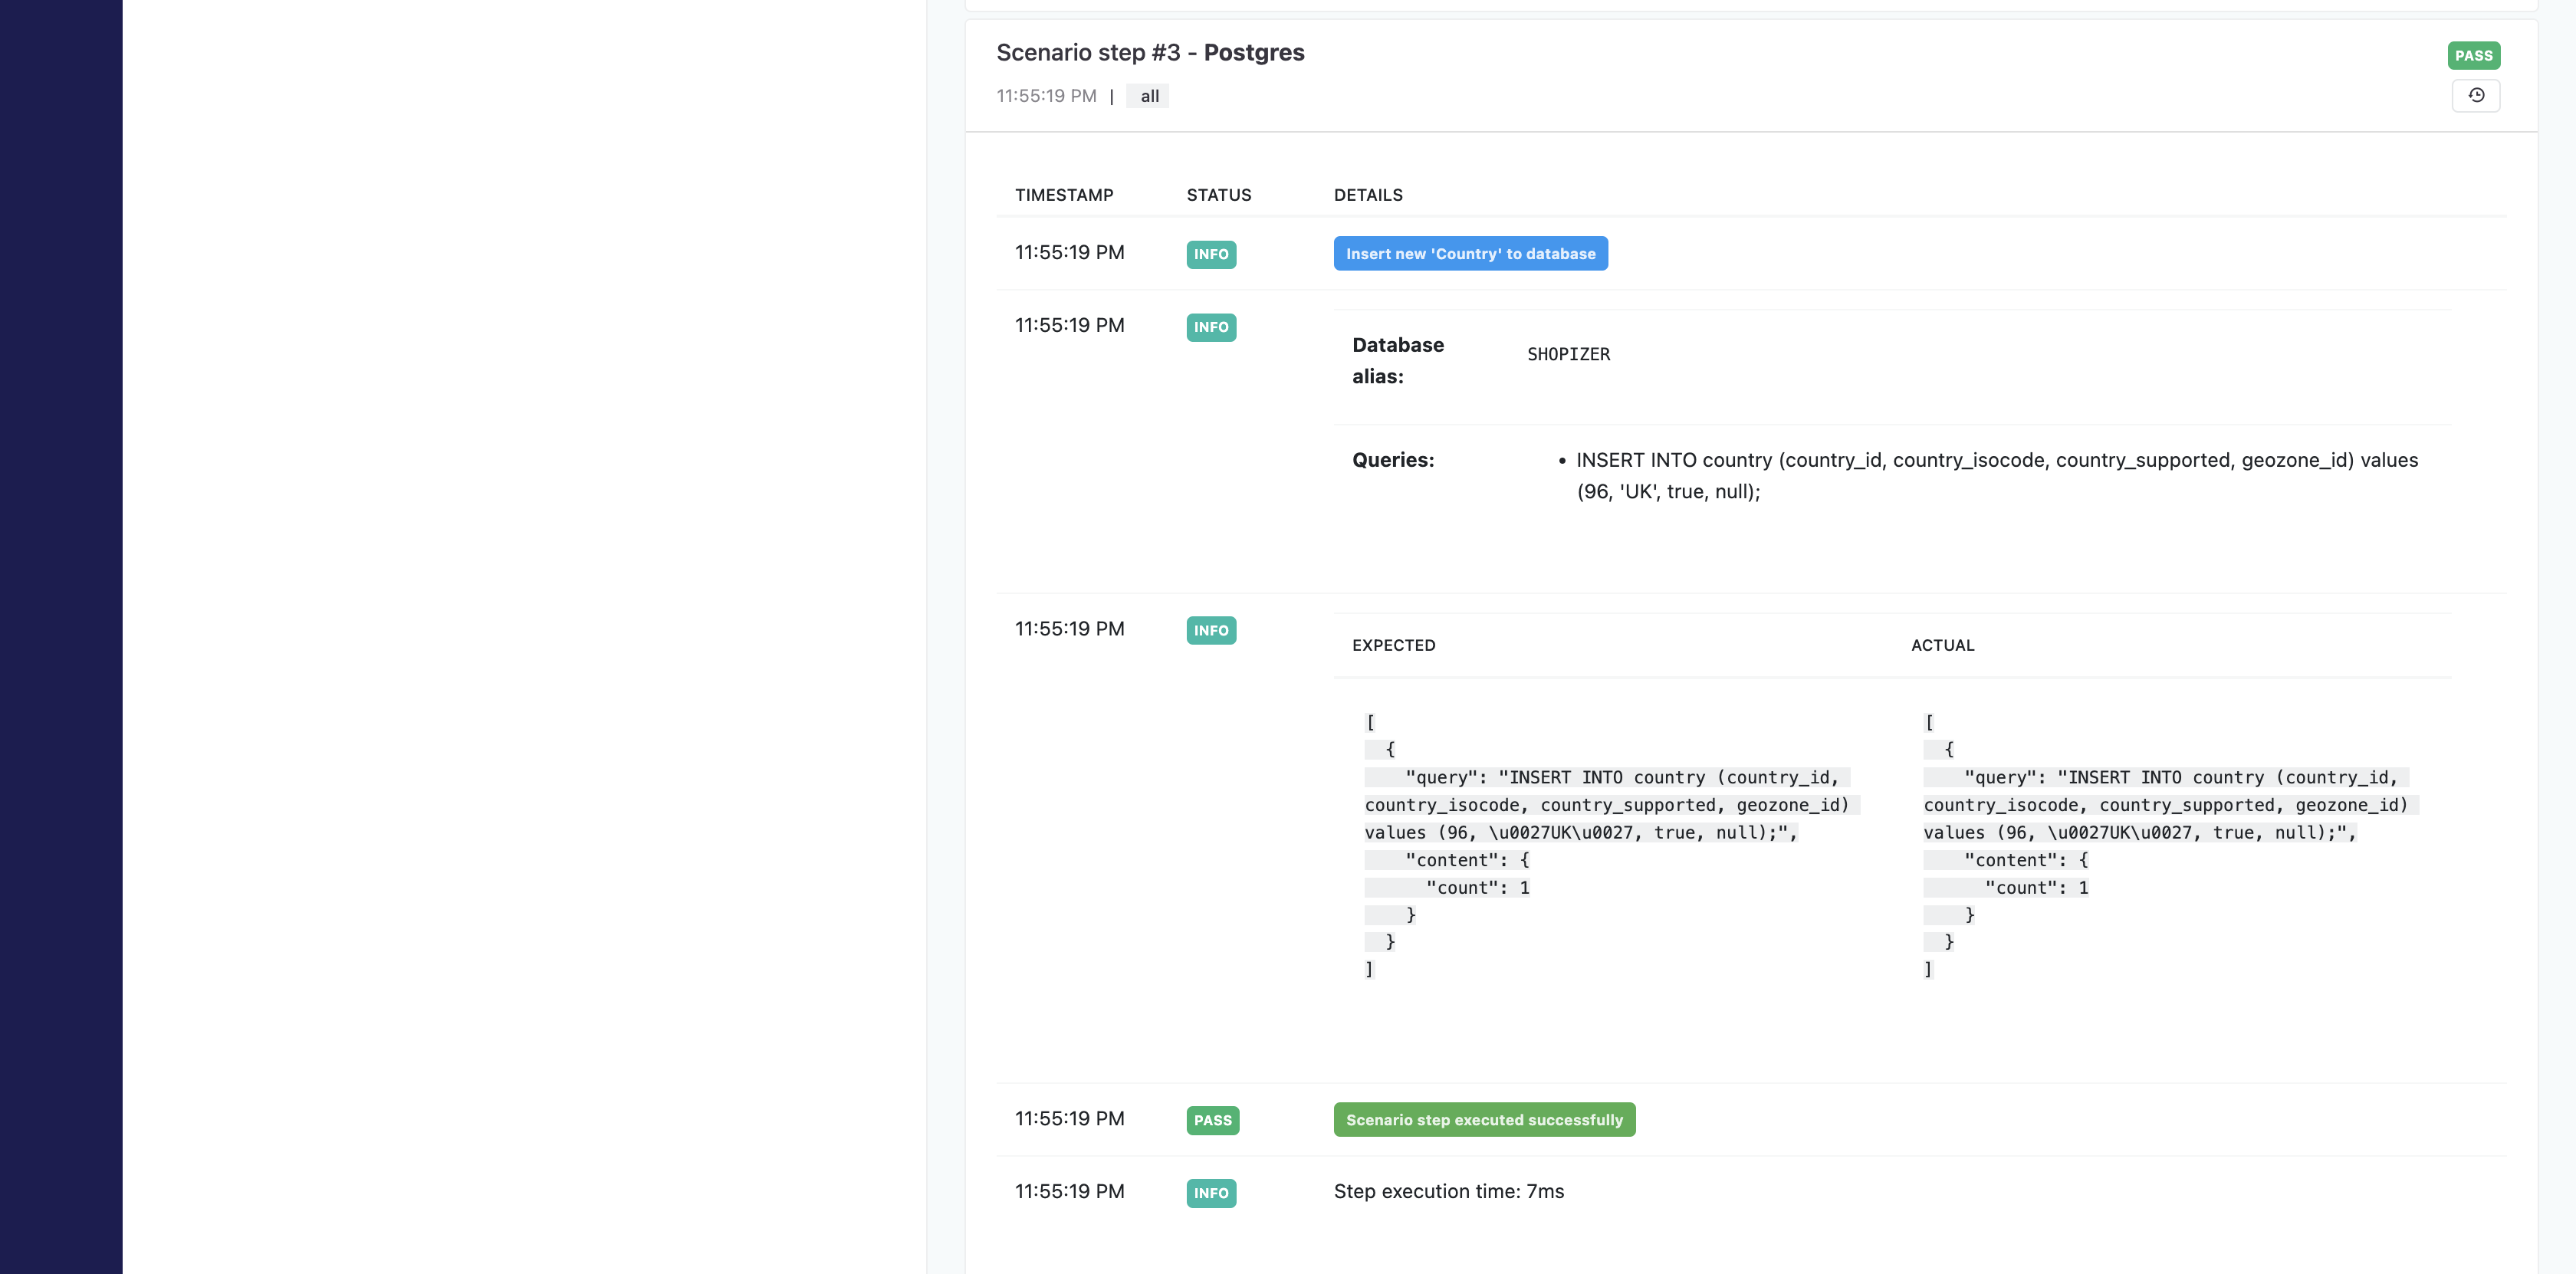 Scenario step #3 - Postgres
PASS
11:55:19 PM | all
TIMESTAMP STATUS DETAILS
11:55:19 PM INFO Insert new 'Country' to database
11:55:19 PM INFO
Database
alias:
SHOPIZER
Queries:
• INSERT INTO country (country_id, country_isocode, country_supported, geozone_id) values
(96, 'UK', true, null);
11:55:19 PM INFO
EXPECTED
[
  {
    "query": "INSERT INTO country (country_id,
country_isocode, country_supported, geozone_id)
values (96, \u0027UK\u0027, true, null);",
    "content": {
      "count": 1
    }
  }
]
ACTUAL
[
  {
    "query": "INSERT INTO country (country_id,
country_isocode, country_supported, geozone_id)
values (96, \u0027UK\u0027, true, null);",
    "content": {
      "count": 1
    }
  }
]
11:55:19 PM PASS Scenario step executed successfully
11:55:19 PM INFO Step execution time: 7ms